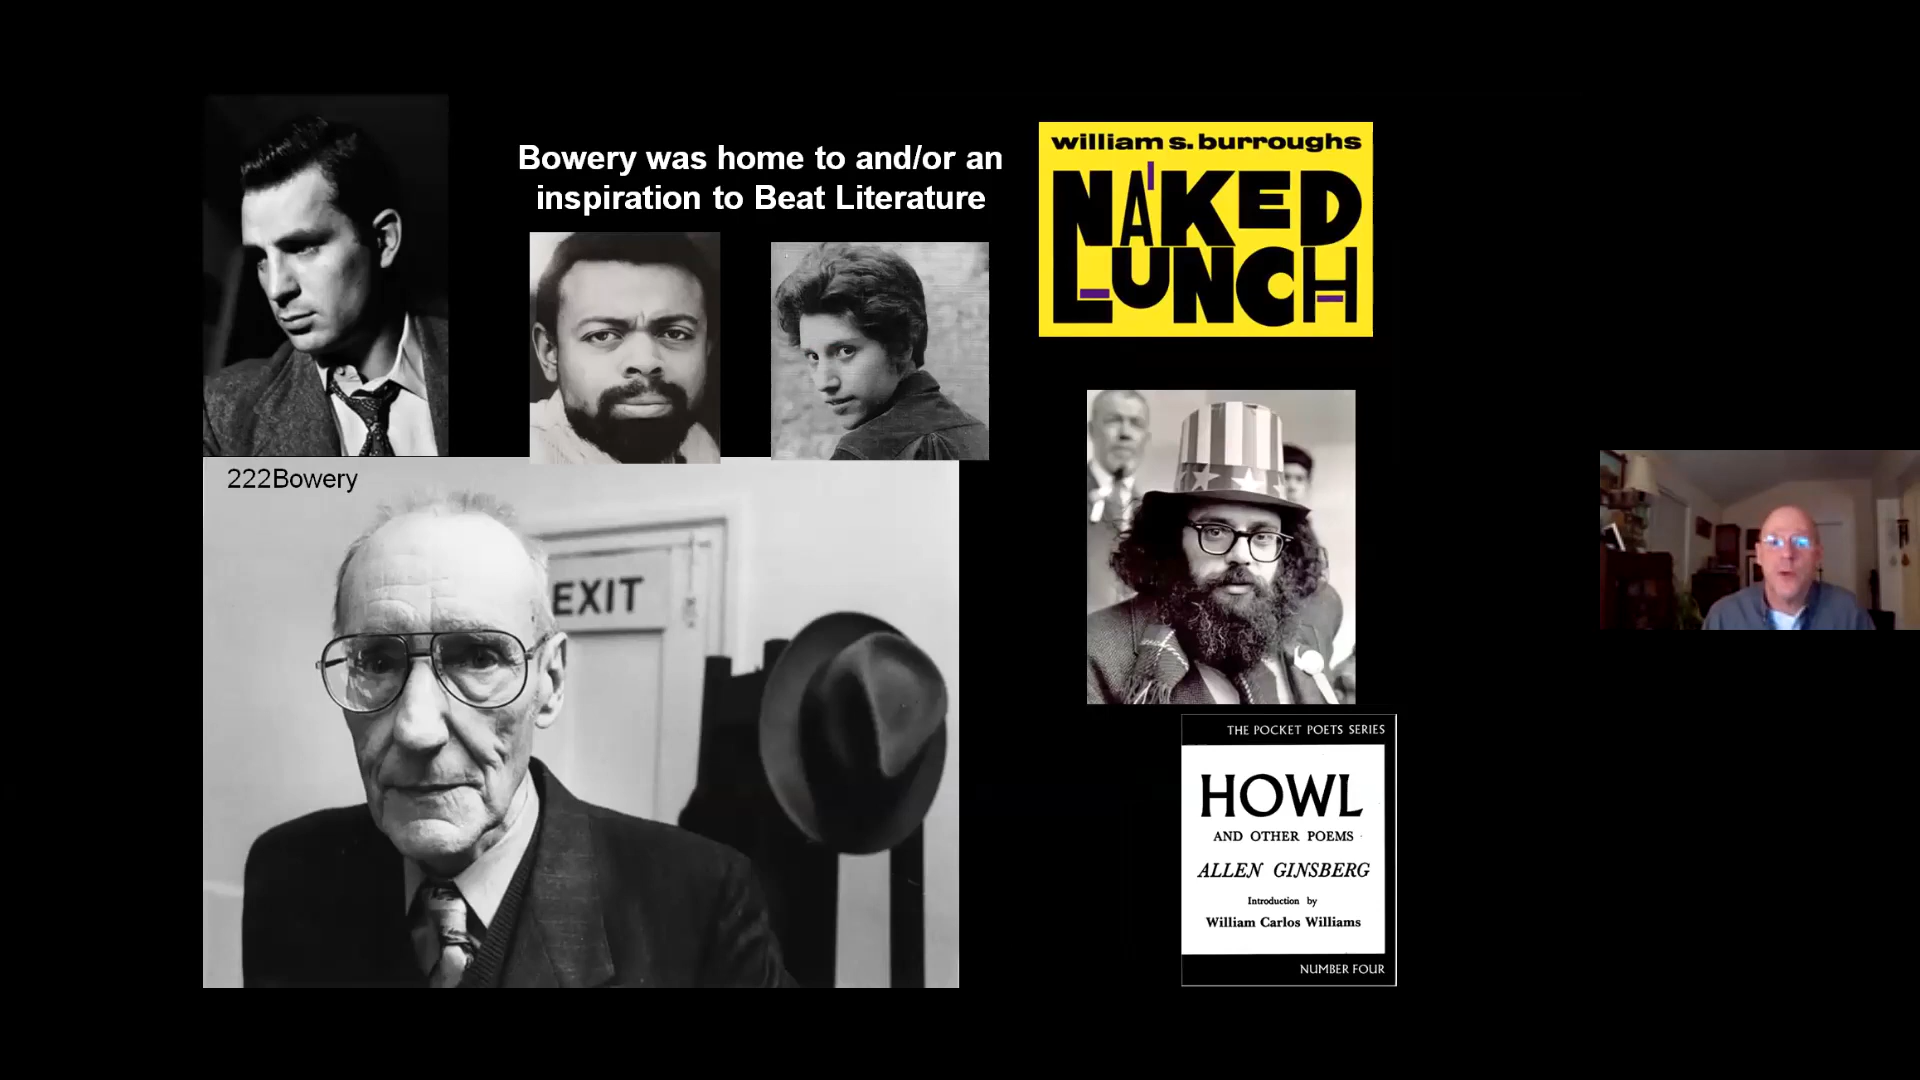 Bowery was home to and/or an
inspiration to Beat Literature
william s. burroughs
NAKED
LUNCH
222Bowery
EXIT
THE POCKET POETS SERIES
HOWL
AND OTHER POEMS
ALLEN GINSBERG
Introduction by
William Carlos Williams
NUMBER FOUR